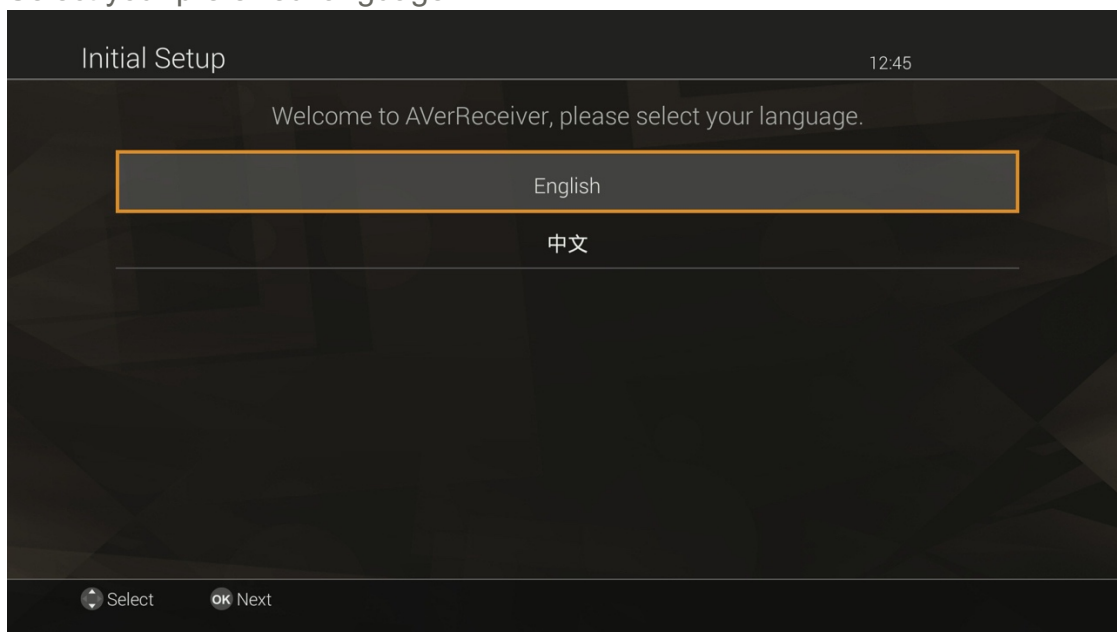 Initial Setup
12:45
Welcome to AVerReceiver, please select your language.
English
中文
Select
OK Next